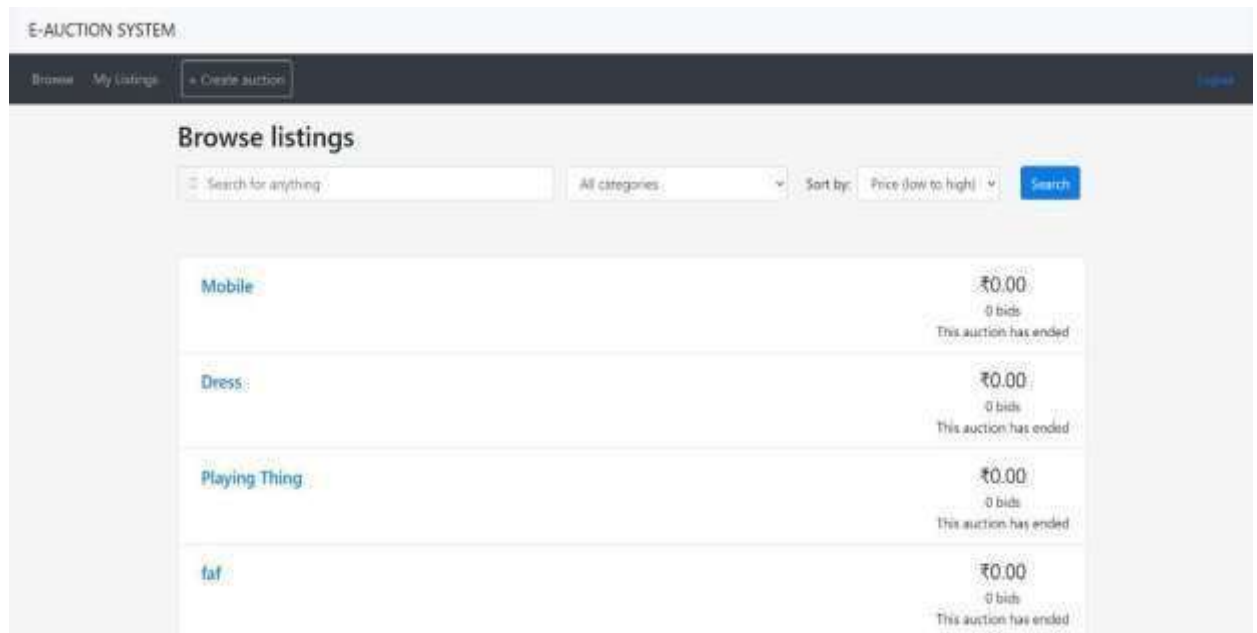 E-AUCTION SYSTEM
Browse My Listings + Create auction Logout
Browse listings
Search for anything All categories Sort by: Price (low to high) Search
Mobile ₹0.00
0 bids
This auction has ended
Dress ₹0.00
0 bids
This auction has ended
Playing Thing ₹0.00
0 bids
This auction has ended
faf ₹0.00
0 bids
This auction has ended